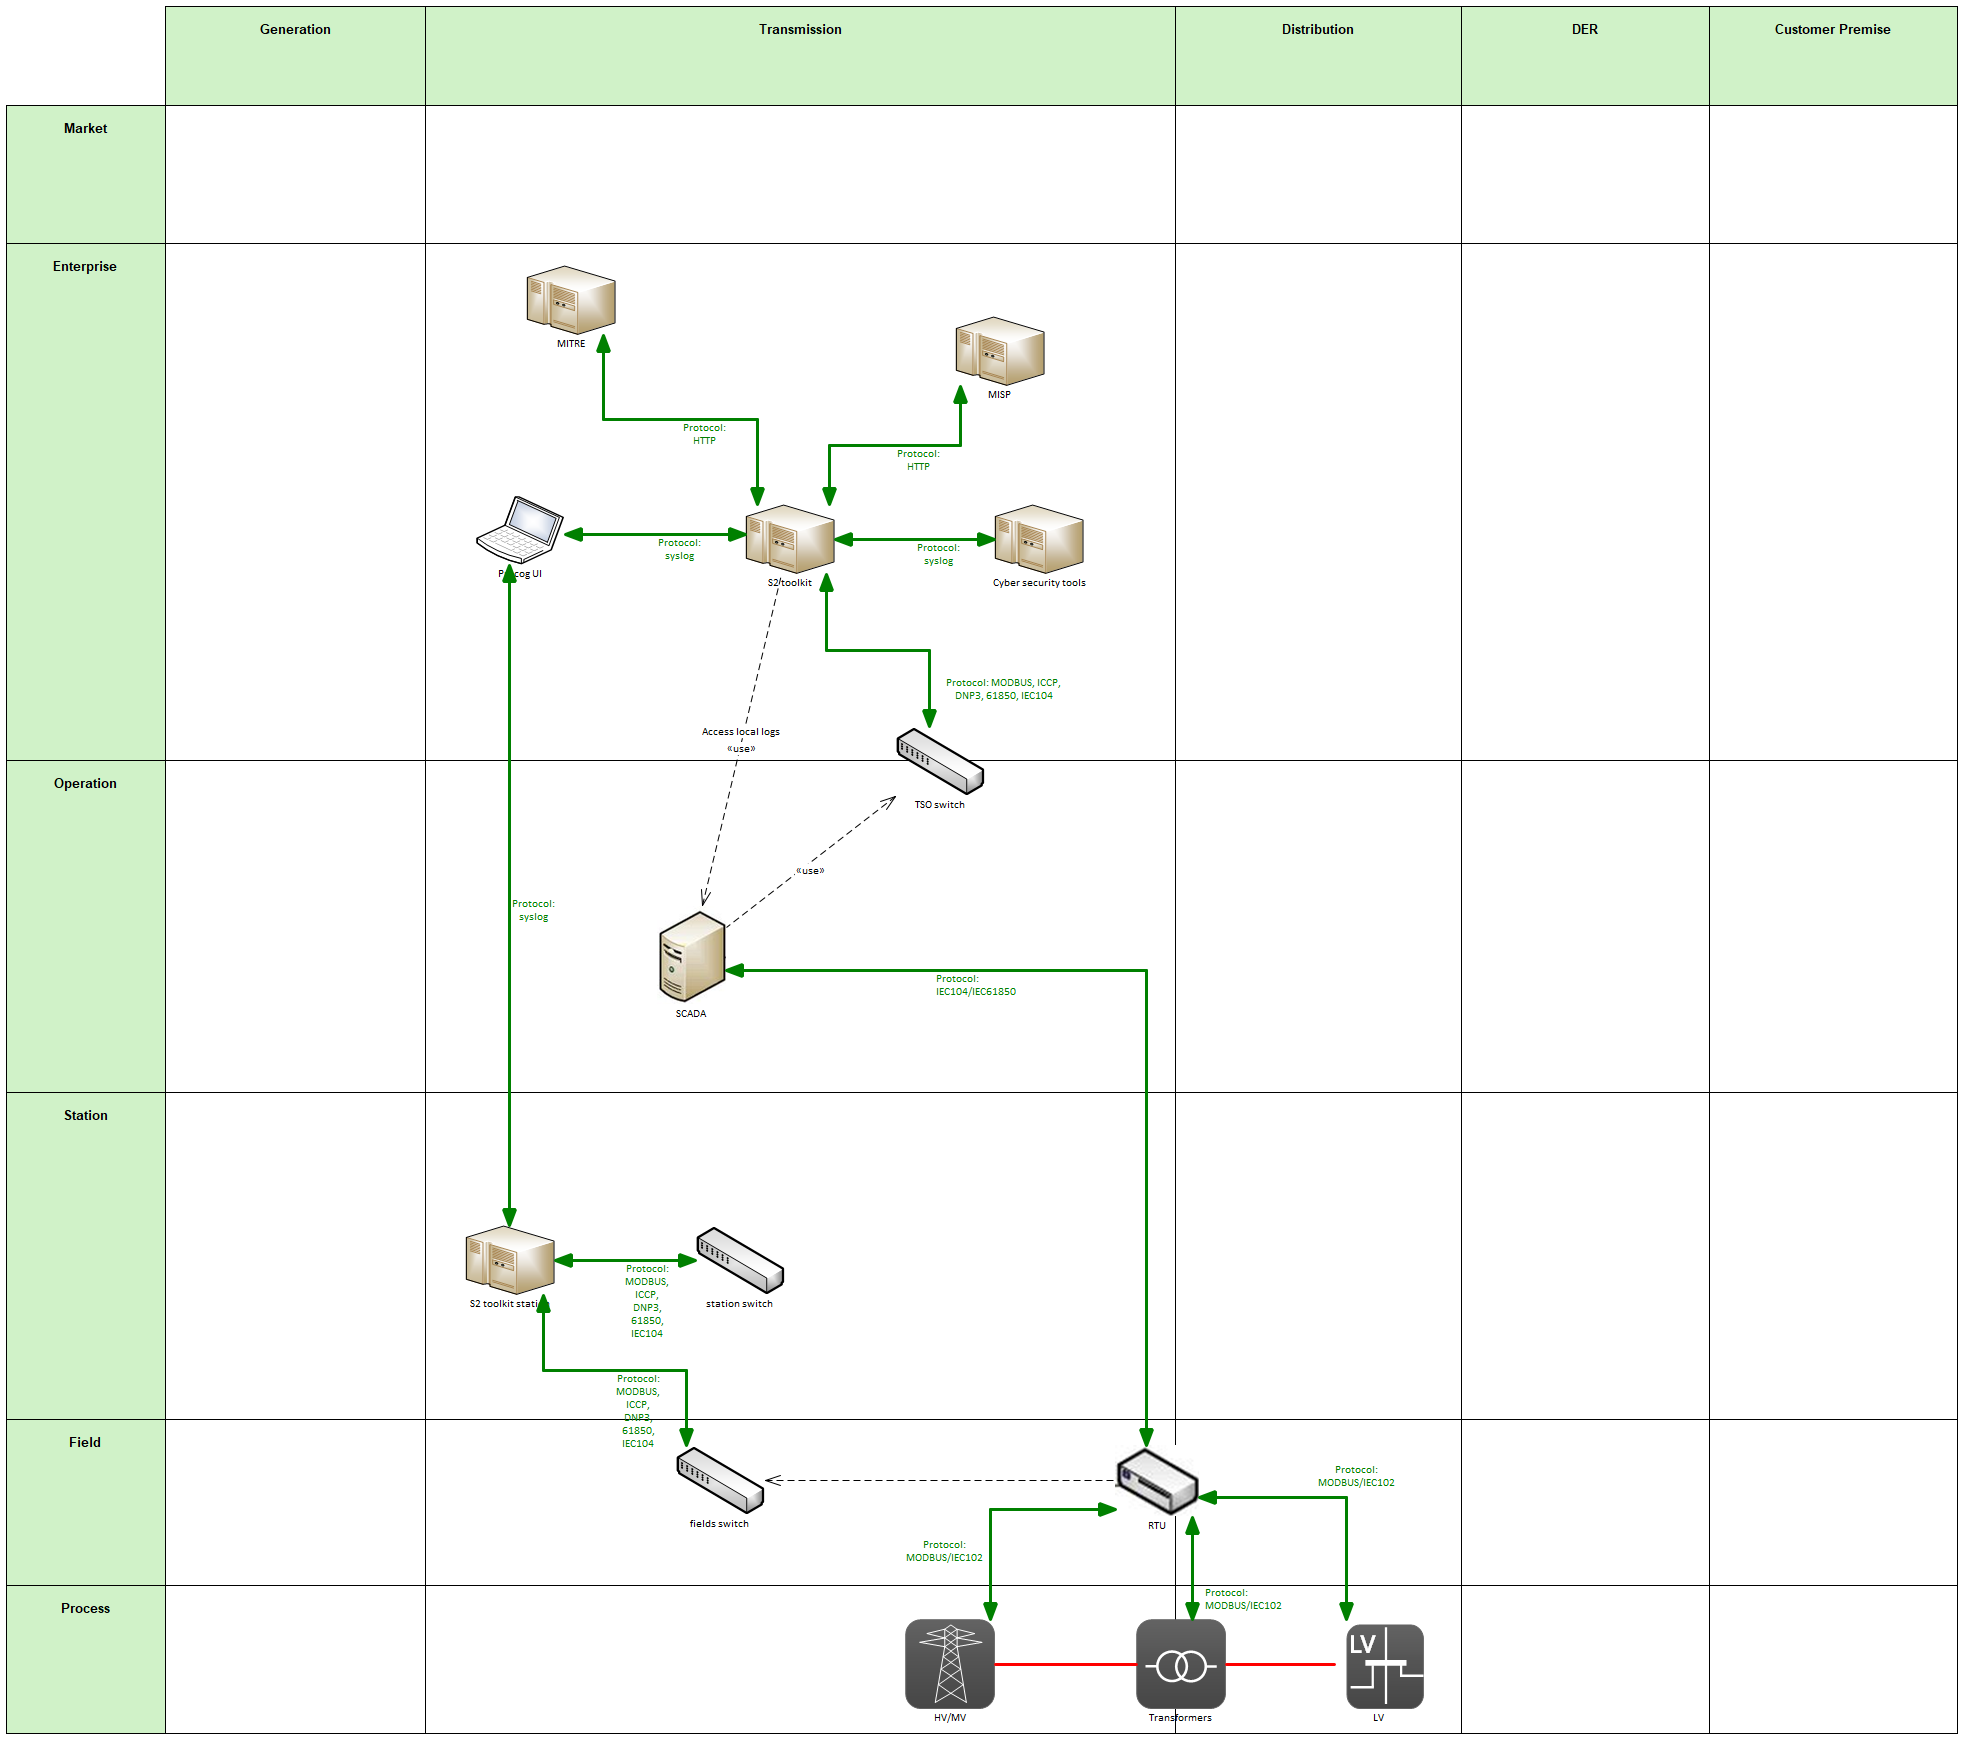 Generation
Transmission
Distribution
DER
Customer Premise
Market
Enterprise
MITRE
MISP
Protocol:
HTTP
Protocol:
HTTP
Protocol:
syslog
Protocol:
syslog
UI
S2 toolkit
Cyber security tools
Protocol: MODBUS, ICCP,
DNP3, 61850, IEC104
Access local logs
«use»
Operation
TSO switch
«use»
Protocol:
syslog
Protocol:
IEC104/IEC61850
SCADA
Station
Protocol:
MODBUS,
ICCP,
DNP3,
61850,
IEC104
S2 toolkit station
station switch
Protocol:
MODBUS,
ICCP,
DNP3,
61850,
IEC104
Field
Protocol:
MODBUS/IEC102
fields switch
RTU
Protocol:
MODBUS/IEC102
Process
Protocol:
MODBUS/IEC102
LV
HV/MV
Transformers
LV